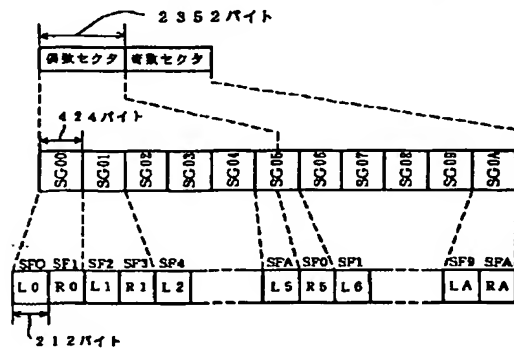 2352バイト
偶数セクタ 奇数セクタ
424バイト
SG00 SG01 SG02 SG03 SG04 SG05 SG06 SG07 SG08 SG09 SG0A
SF0 SF1 SF2 SF3 SF4 SFA SF0 SF1 SF9 SFA
L0 R0 L1 R1 L2 L5 R5 L6 LA RA
212バイト